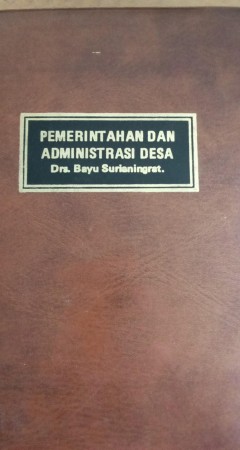 PEMERINTAHAN DAN
ADMINISTRASI DESA
Drs. Bayu Surianingrat.